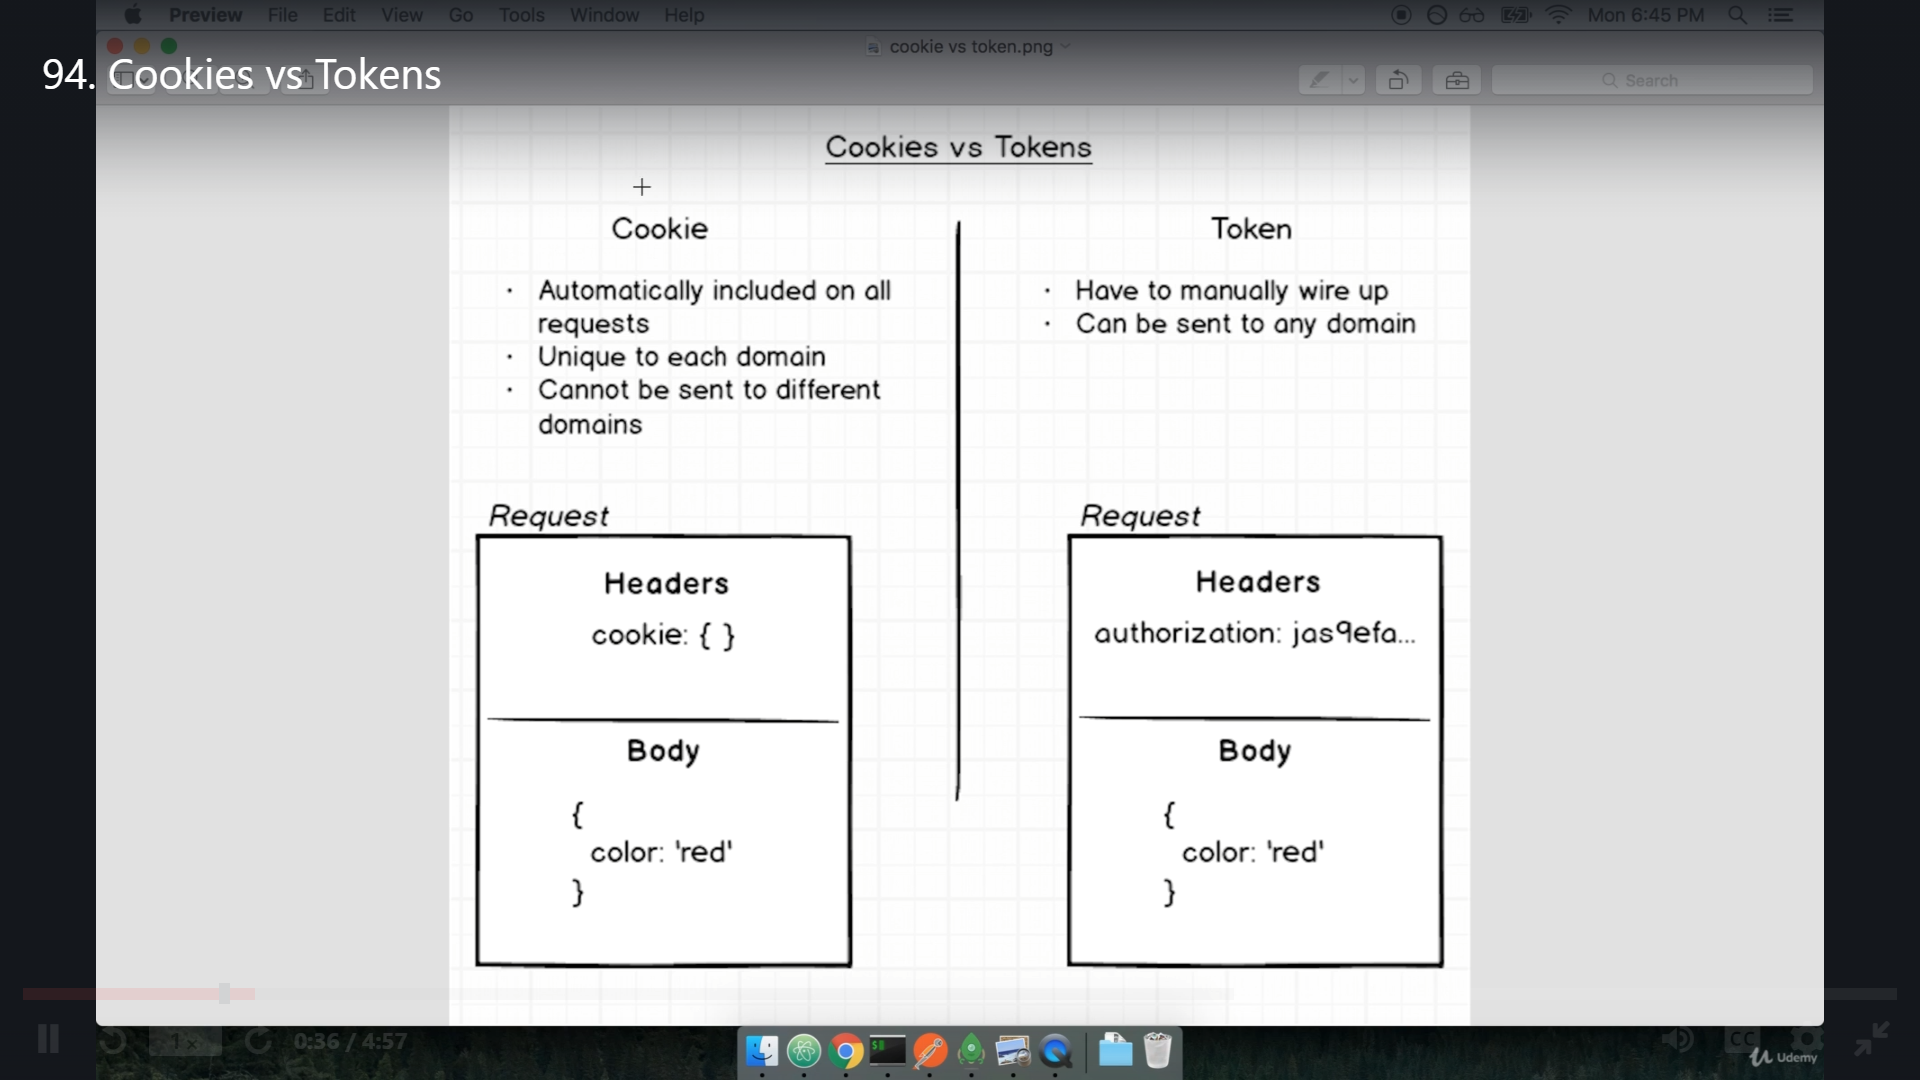 Preview File Edit View Go Tools Window Help Mon 6:45 PM
cookie vs token.png
94. Cookies vs Tokens
Search
Cookies vs Tokens
Cookie
· Automatically included on all
requests
· Unique to each domain
· Cannot be sent to different
domains
Request
Headers
cookie: { }
Body
{
color: 'red'
}
Token
· Have to manually wire up
· Can be sent to any domain
Request
Headers
authorization: jas9efa...
Body
{
color: 'red'
}
1x
0:36 / 4:57
CC
Udemy